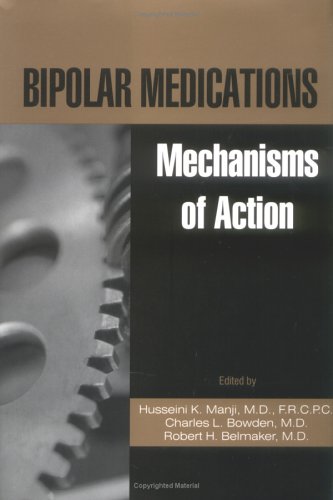 BIPOLAR MEDICATIONS
Mechanisms
of Action
Edited by
Husseini K. Manji, M.D., F.R.C.P.C.
Charles L. Bowden, M.D.
Robert H. Belmaker, M.D.
Copyrighted Material